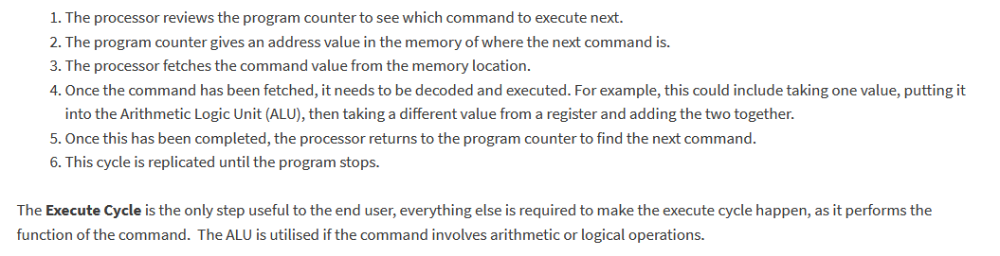 1. The processor reviews the program counter to see which command to execute next.
2. The program counter gives an address value in the memory of where the next command is.
3. The processor fetches the command value from the memory location.
4. Once the command has been fetched, it needs to be decoded and executed. For example, this could include taking one value, putting it
into the Arithmetic Logic Unit (ALU), then taking a different value from a register and adding the two together.
5. Once this has been completed, the processor returns to the program counter to find the next command.
6. This cycle is replicated until the program stops.
The Execute Cycle is the only step useful to the end user, everything else is required to make the execute cycle happen, as it performs the
function of the command.  The ALU is utilised if the command involves arithmetic or logical operations.